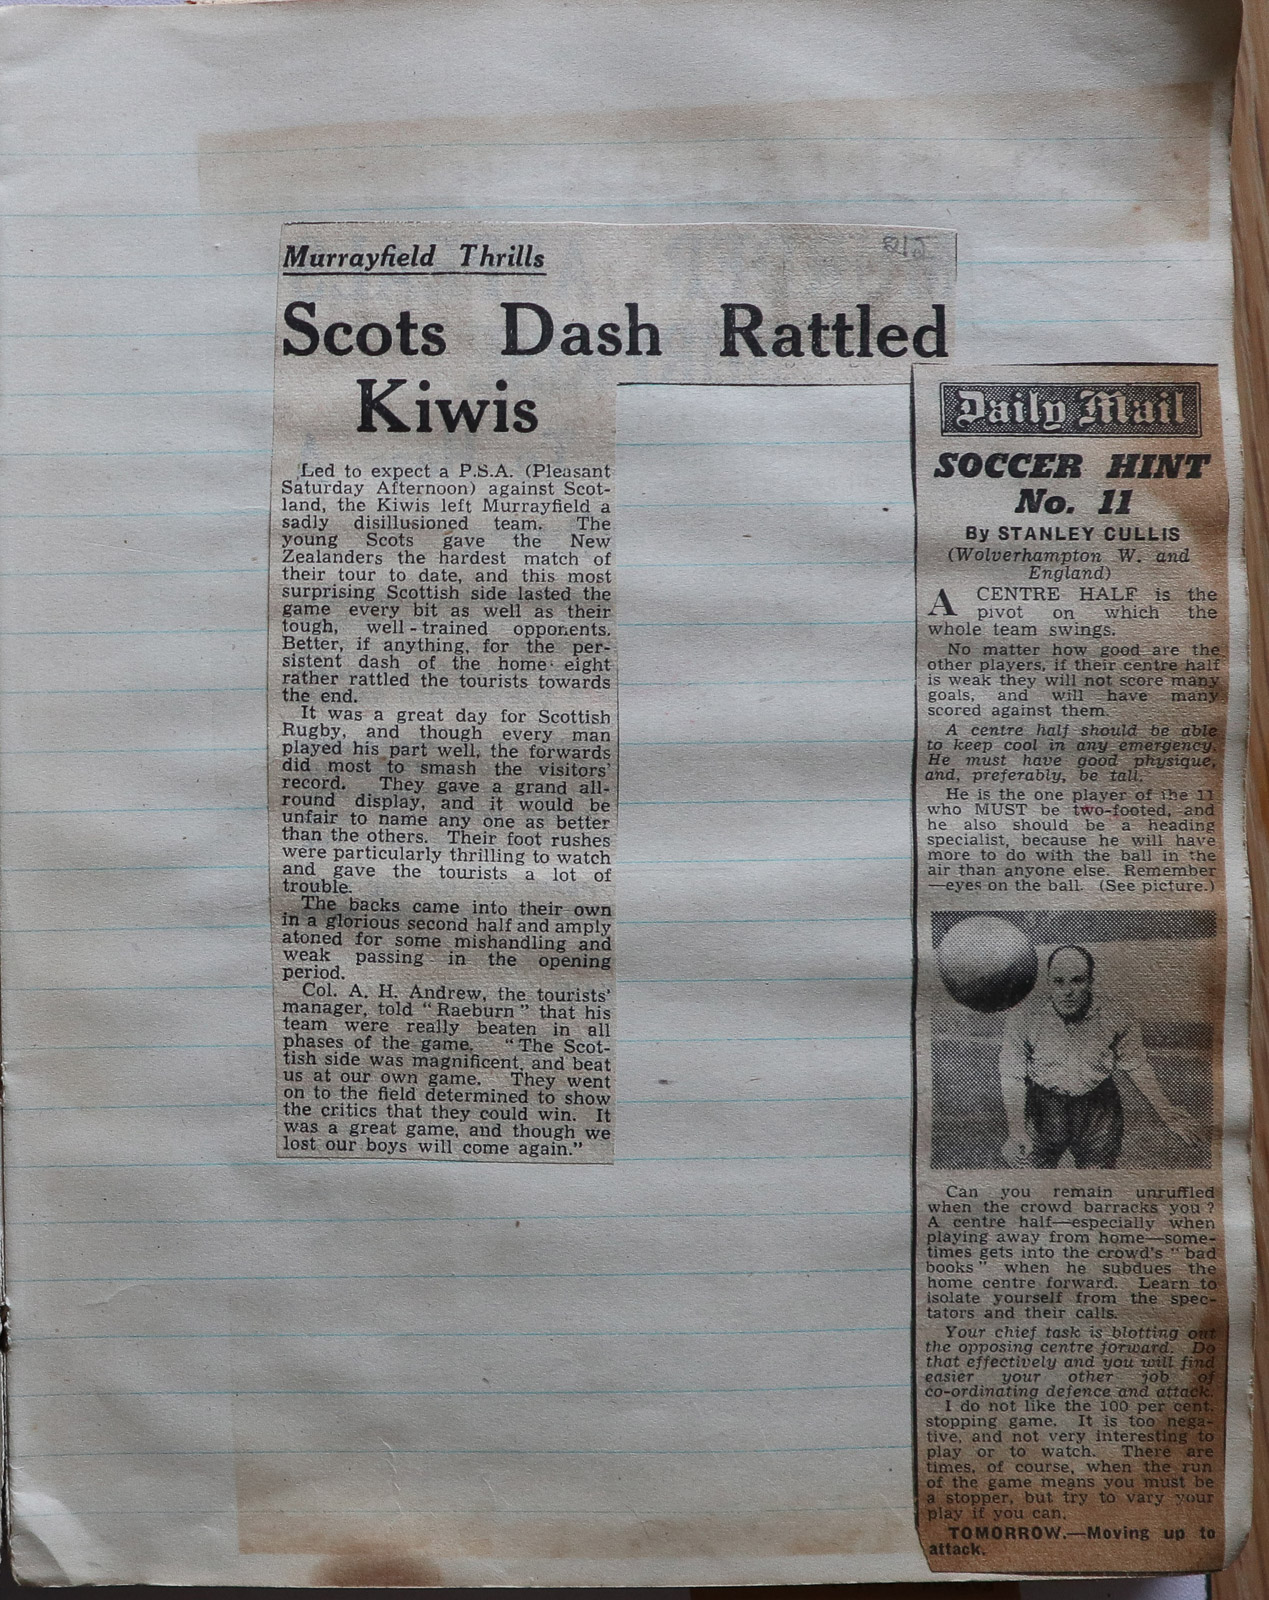 Murrayfield Thrills
Scots Dash Rattled
Kiwis
Led to expect a P.S.A. (Pleasant
Saturday Afternoon) against Scot-
land, the Kiwis left Murrayfield a
sadly disillusioned team. The
young Scots gave the New
Zealanders the hardest match of
their tour to date, and this most
surprising Scottish side lasted the
game every bit as well as their
tough, well-trained opponents.
Better, if anything, for the per-
sistent dash of the home eight
rather rattled the tourists towards
the end.
It was a great day for Scottish
Rugby, and though every man
played his part well, the forwards
did most to smash the visitors'
record. They gave a grand all-
round display, and it would be
unfair to name any one as better
than the others. Their foot rushes
were particularly thrilling to watch
and gave the tourists a lot of
trouble.
The backs came into their own
in a glorious second half and amply
atoned for some mishandling and
weak passing in the opening
period.
Col. A. H. Andrew, the tourists'
manager, told "Raeburn" that his
team were really beaten in all
phases of the game. "The Scot-
tish side was magnificent, and beat
us at our own game. They went
on to the field determined to show
the critics that they could win. It
was a great game, and though we
lost our boys will come again."
Daily Mail
SOCCER HINT
No. 11
By STANLEY CULLIS
(Wolverhampton W. and
England)
A CENTRE HALF is the
pivot on which the
whole team swings.
No matter how good are the
other players, if their centre half
is weak they will not score many
goals, and will have many
scored against them.
A centre half should be able
to keep cool in any emergency.
He must have good physique,
and, preferably, be tall.
He is the one player of the 11
who MUST be two-footed, and
he also should be a heading
specialist, because he will have
more to do with the ball in the
air than anyone else. Remember
—eyes on the ball. (See picture.)
Can you remain unruffled
when the crowd barracks you?
A centre half—especially when
playing away from home—some-
times gets into the crowd's "bad
books" when he subdues the
home centre forward. Learn to
isolate yourself from the spec-
tators and their calls.
Your chief task is blotting out
the opposing centre forward. Do
that effectively and you will find
easier your other job of
co-ordinating defence and attack.
I do not like the 100 per cent.
stopping game. It is too nega-
tive, and not very interesting to
play or to watch. There are
times, of course, when the run
of the game means you must be
a stopper, but try to vary your
play if you can.
TOMORROW.—Moving up to
attack.